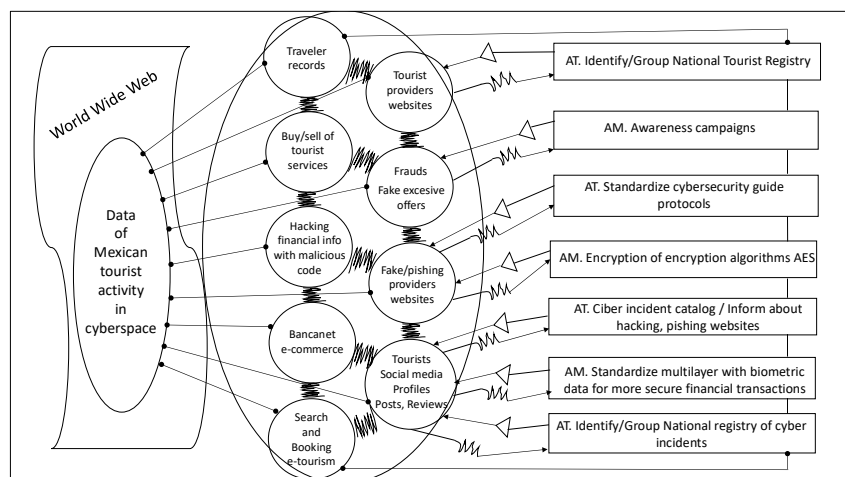 World Wide Web
Data
of
Mexican
tourist
activity
in
cyberspace
Traveler
records
Buy/sell of
tourist
services
Hacking
financial info
with malicious
code
Bancanet
e-commerce
Search
and
Booking
e-tourism
Tourist
providers
websites
Frauds
Fake excesive
offers
Fake/pishing
providers
websites
Tourists
Social media
Profiles
Posts, Reviews
AT. Identify/Group National Tourist Registry
AM. Awareness campaigns
AT. Standardize cybersecurity guide
protocols
AM. Encryption of encryption algorithms AES
AT. Ciber incident catalog / Inform about
hacking, pishing websites
AM. Standardize multilayer with biometric
data for more secure financial transactions
AT. Identify/Group National registry of cyber
incidents